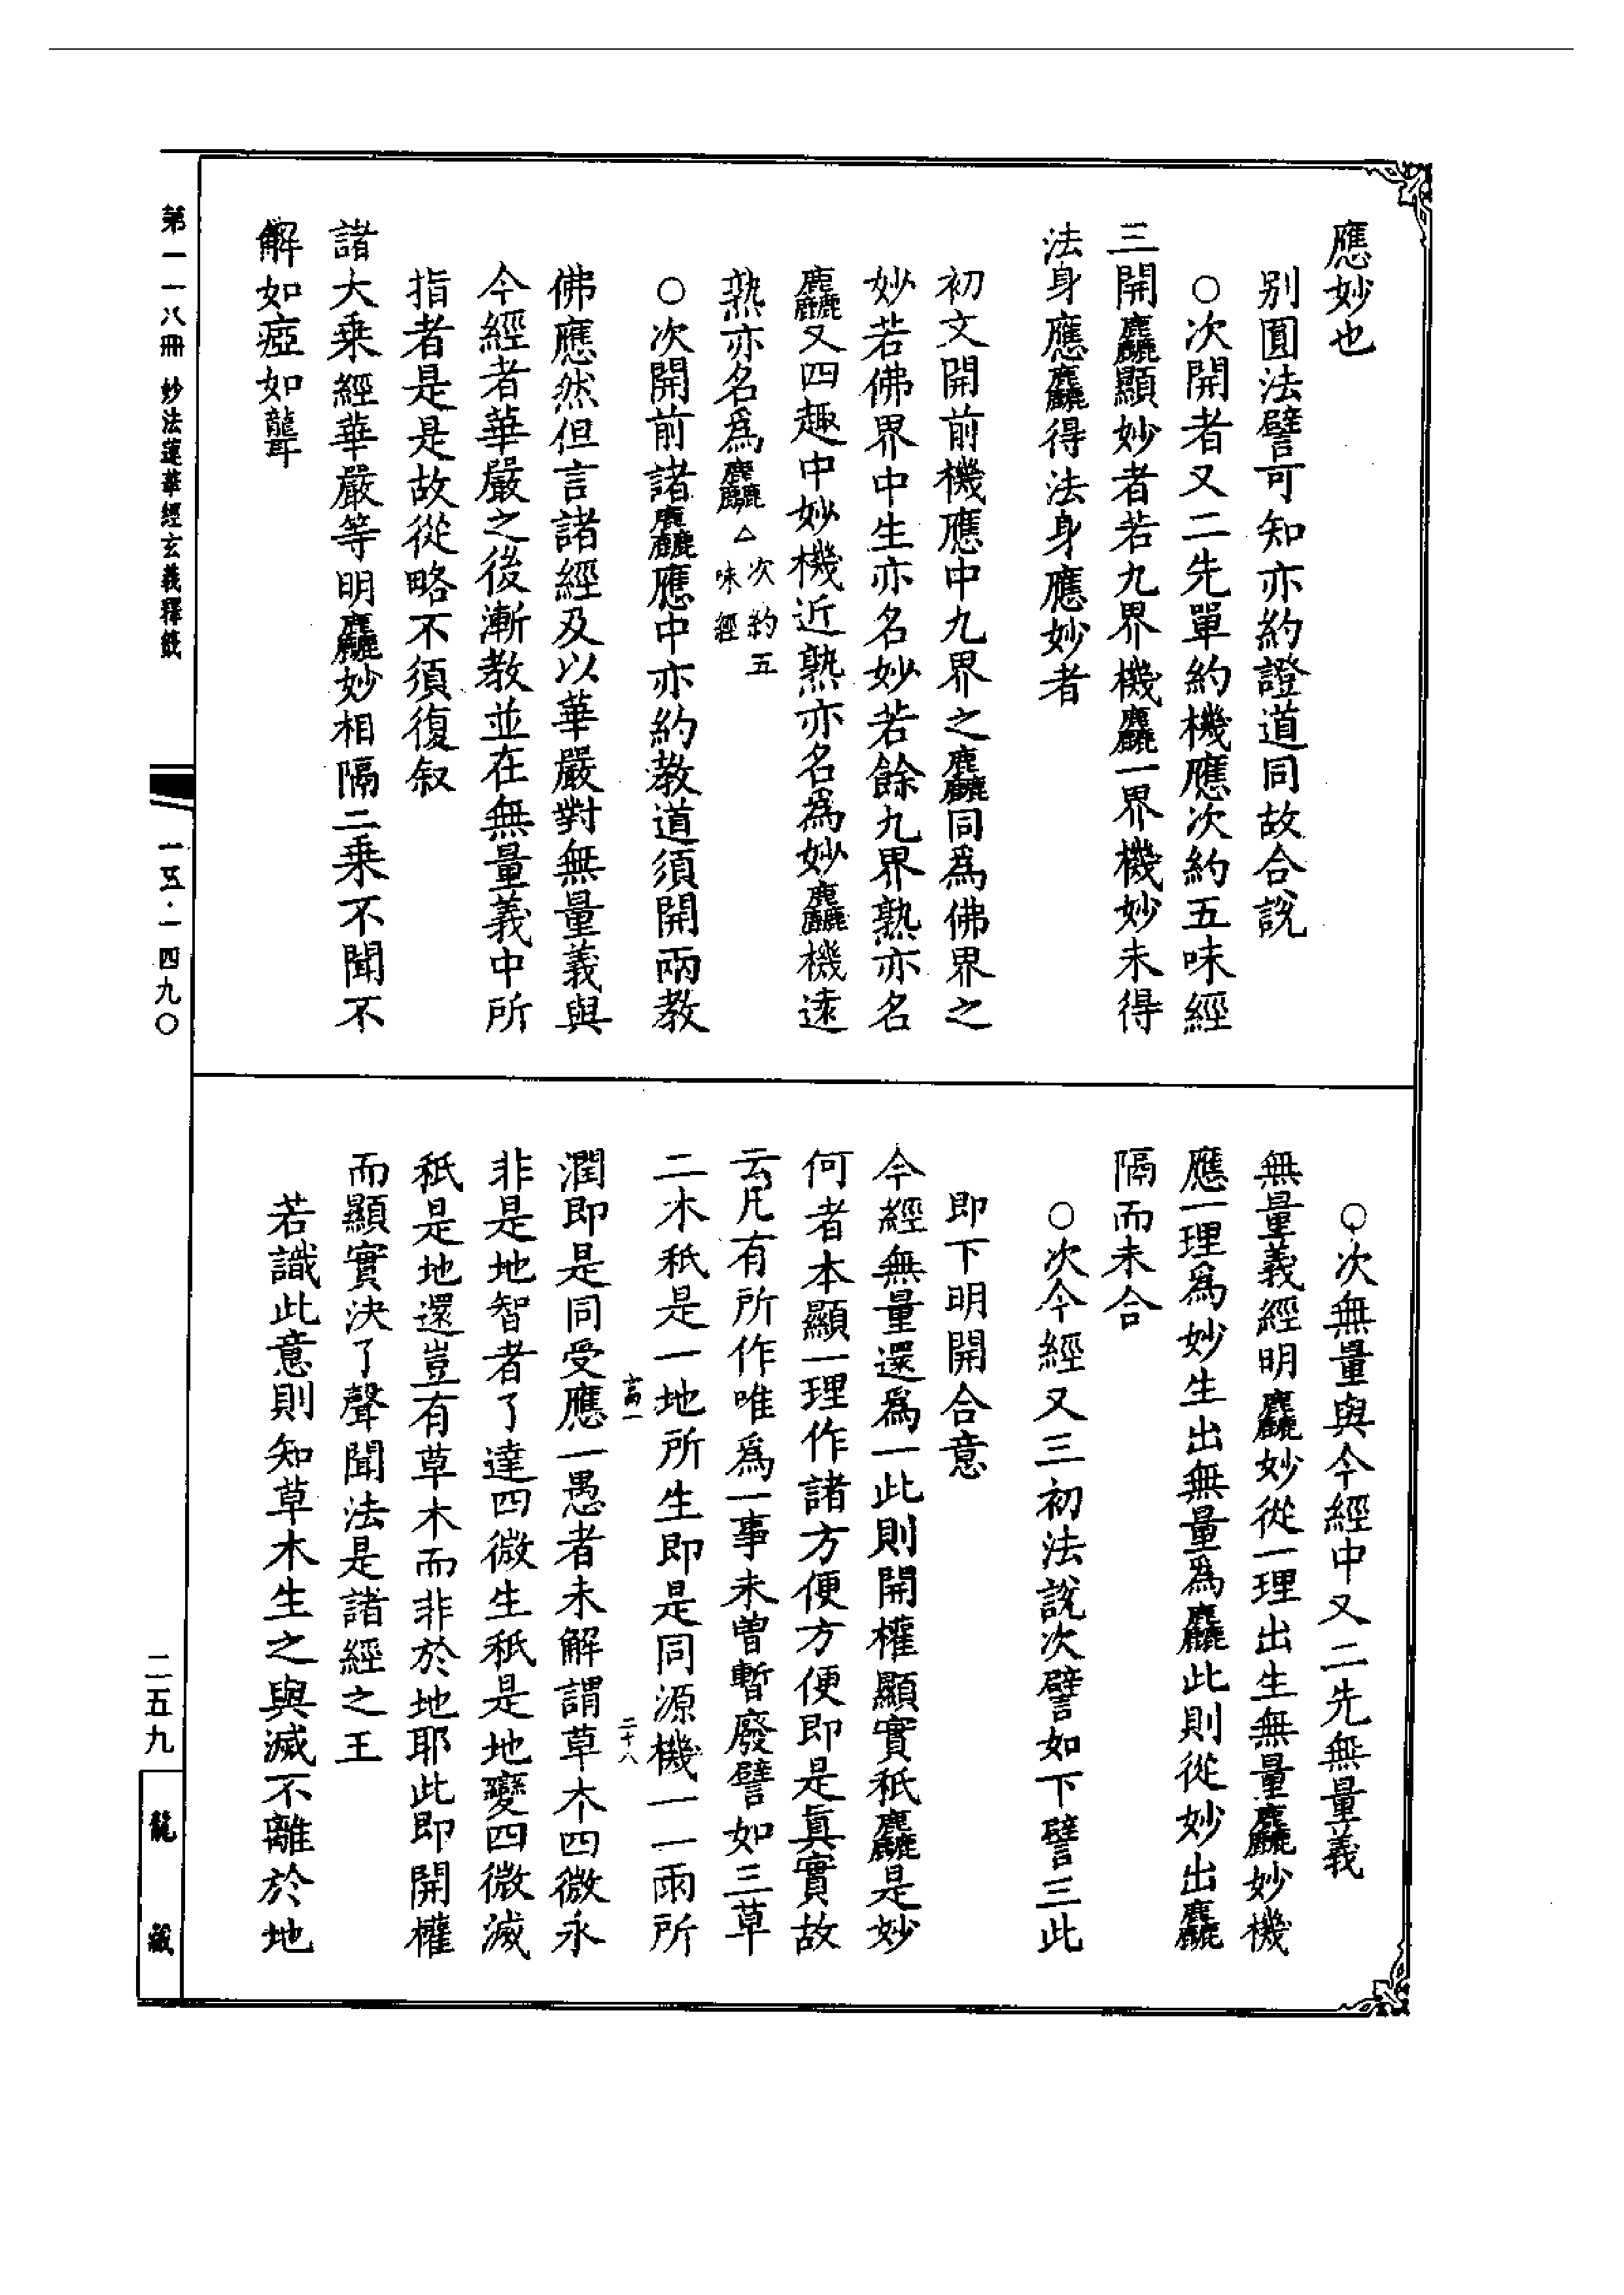 應妙也
别圓法譬可知亦約證道同故合說
○次開者又二先單約機應次約五味經
三開麤顯妙者若九界機麤一界機妙未得
法身應麤得法身應妙者
初文開前機應中九界之麤同爲佛界之
妙若佛界中生亦名妙若餘九界熟亦名
麤又四趣中妙機近熟亦名爲妙麤機遠
熟亦名爲麤△次約五味經
○次開前諸麤應中亦約教道須開兩教
佛應然但言諸經及以華嚴對無量義與
今經者華嚴之後漸教並在無量義中所
指者是是故從略不須復叙
諸大乘經華嚴等明麤妙相隔二乘不聞不
解如瘂如聾
○次無量與今經中又二先無量義
無量義經明麤妙從一理出生無量麤妙機
應一理爲妙生出無量爲麤此則從妙出麤
隔而未合
○次今經又三初法說次譬如下譬三此
即下明開合意
今經無量還爲一此則開權顯實秖麤是妙
何者本顯一理作諸方便方便即是眞實故
云凡有所作唯爲一事未曾暫廢譬如三草
二木秖是一地所生即是同源機一一雨所
潤即是同受應一愚者未解謂草木四微永
非是地智者了達四微生秖是地變四微滅
秖是地還豈有草木而非於地耶此即開權
而顯實決了聲聞法是諸經之王
若識此意則知草木生之與滅不離於地
二十八
第一一八冊 妙法蓮華經玄義釋籤
一五·一四九〇
二五九
龍藏